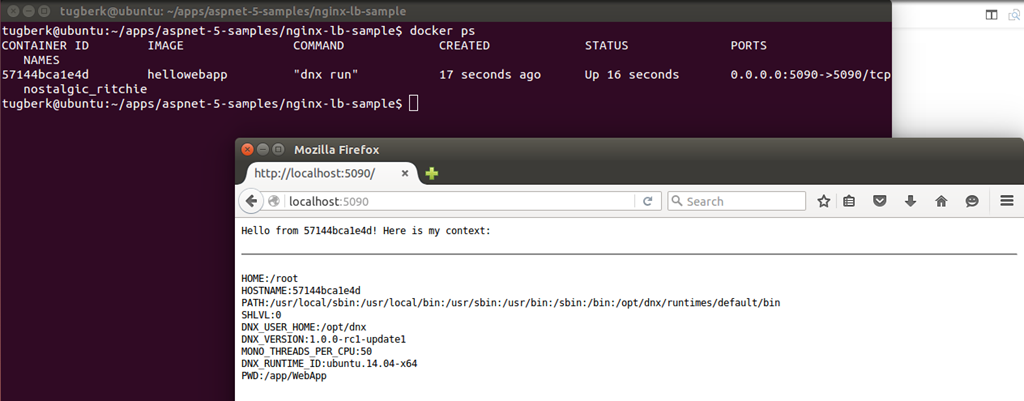 tugberk@ubuntu: ~/apps/aspnet-5-samples/nginx-lb-sample
tugberk@ubuntu:~/apps/aspnet-5-samples/nginx-lb-sample$ docker ps
CONTAINER ID        IMAGE               COMMAND             CREATED             STATUS              PORTS
   NAMES
57144bca1e4d        hellowebapp         "dnx run"           17 seconds ago      Up 16 seconds       0.0.0.0:5090->5090/tcp
   nostalgic_ritchie
tugberk@ubuntu:~/apps/aspnet-5-samples/nginx-lb-sample$
Mozilla Firefox
http://localhost:5090/
localhost:5090 Search
Hello from 57144bca1e4d! Here is my context:
HOME:/root
HOSTNAME:57144bca1e4d
PATH:/usr/local/sbin:/usr/local/bin:/usr/sbin:/usr/bin:/sbin:/bin:/opt/dnx/runtimes/default/bin
SHLVL:0
DNX_USER_HOME:/opt/dnx
DNX_VERSION:1.0.0-rc1-update1
MONO_THREADS_PER_CPU:50
DNX_RUNTIME_ID:ubuntu.14.04-x64
PWD:/app/WebApp